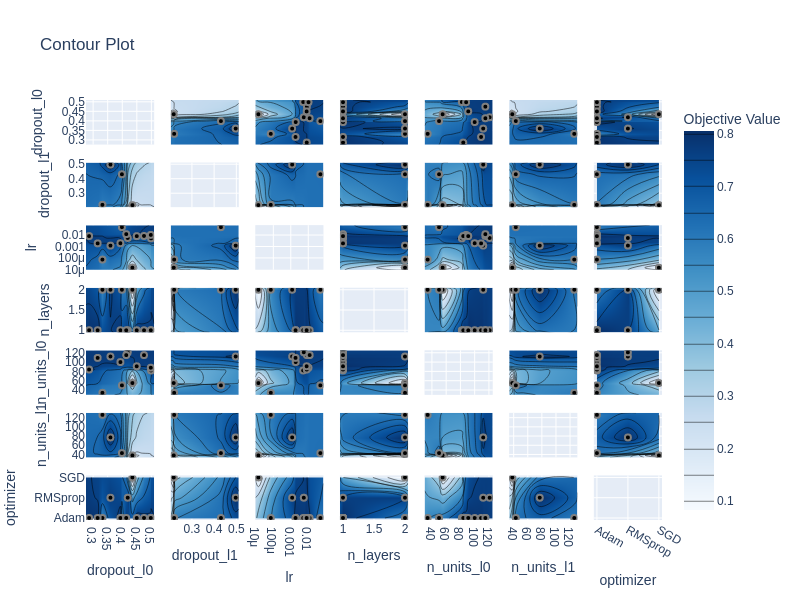 Contour Plot
Objective Value
0.8
0.7
0.6
0.5
0.4
0.3
0.2
0.1
dropout_l0
0.5
0.45
0.4
0.35
0.3
dropout_l1
0.5
0.4
0.3
lr
0.01
0.001
100μ
10μ
n_layers
2
1.5
1
n_units_l0
120
100
80
60
40
n_units_l1
120
100
80
60
40
optimizer
SGD
RMSprop
Adam
0.3 0.35 0.4 0.45 0.5
dropout_l0
0.3 0.4 0.5
dropout_l1
10μ 100μ 0.001 0.01
lr
1 1.5 2
n_layers
40 60 80 100 120
n_units_l0
40 60 80 100 120
n_units_l1
Adam RMSprop SGD
optimizer